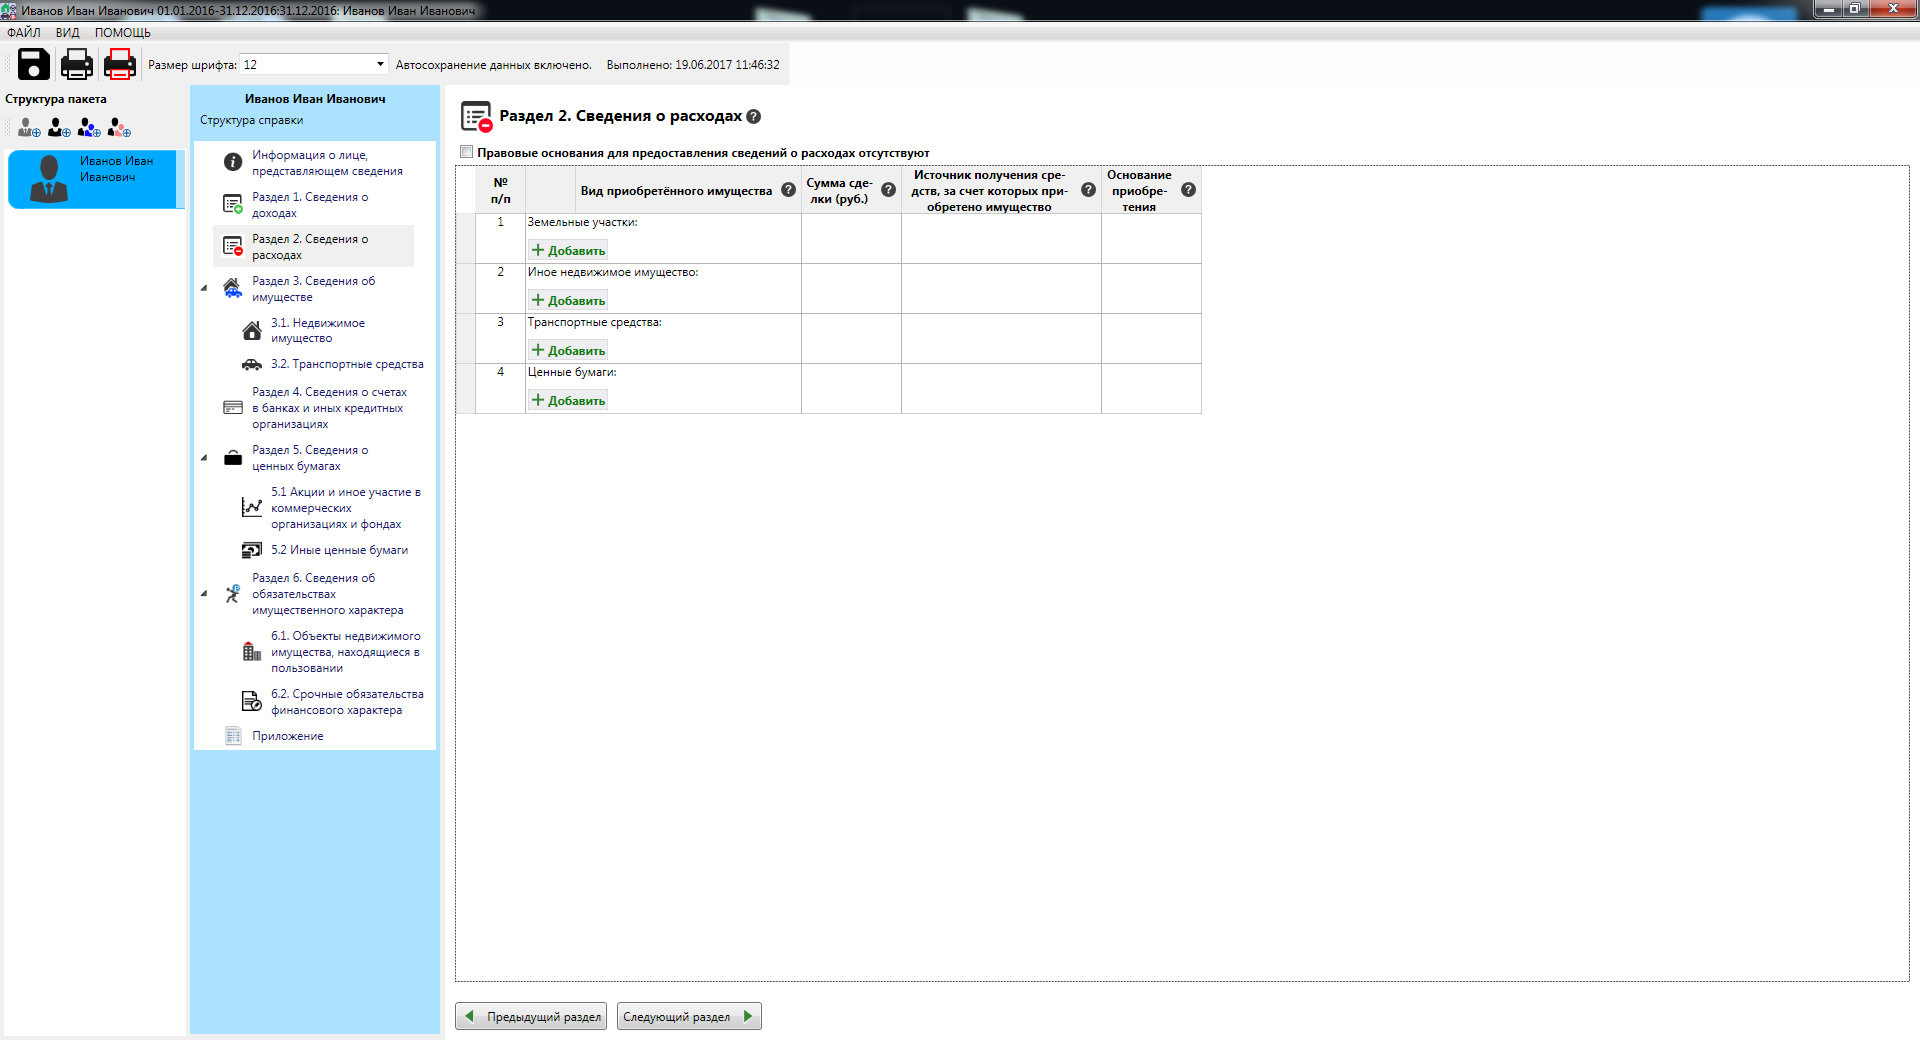 Иванов Иван Иванович 01.01.2016-31.12.2016:31.12.2016: Иванов Иван Иванович
ФАЙЛ ВИД ПОМОЩЬ
Размер шрифта: 12 Автосохранение данных включено. Выполнено: 19.06.2017 11:46:32
Структура пакета
Иванов Иван
Иванович
Иванов Иван Иванович
Структура справки
Информация о лице,
представляющем сведения
Раздел 1. Сведения о
доходах
Раздел 2. Сведения о
расходах
Раздел 3. Сведения об
имуществе
3.1. Недвижимое
имущество
3.2. Транспортные средства
Раздел 4. Сведения о счетах
в банках и иных кредитных
организациях
Раздел 5. Сведения о
ценных бумагах
5.1 Акции и иное участие в
коммерческих
организациях и фондах
5.2 Иные ценные бумаги
Раздел 6. Сведения об
обязательствах
имущественного характера
6.1. Объекты недвижимого
имущества, находящиеся в
пользовании
6.2. Срочные обязательства
финансового характера
Приложение
Раздел 2. Сведения о расходах ?
Правовые основания для предоставления сведений о расходах отсутствуют
№
п/п
Вид приобретённого имущества ?
Сумма сде-
лки (руб.) ?
Источник получения сре-
дств, за счет которых при-
обретено имущество ?
Основание
приобре-
тения ?
1 Земельные участки:
+ Добавить
2 Иное недвижимое имущество:
+ Добавить
3 Транспортные средства:
+ Добавить
4 Ценные бумаги:
+ Добавить
Предыдущий раздел Следующий раздел